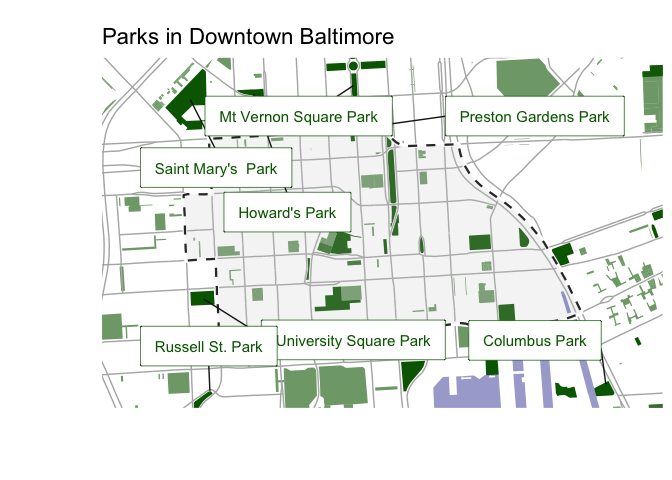 Parks in Downtown Baltimore
Mt Vernon Square Park
Preston Gardens Park
Saint Mary's  Park
Howard's Park
University Square Park
Russell St. Park
Columbus Park